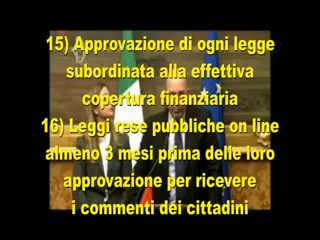 15) Approvazione di ogni legge
subordinata alla effettiva
copertura finanziaria
16) Leggi rese pubbliche on line
almeno 3 mesi prima delle loro
approvazione per ricevere
i commenti dei cittadini